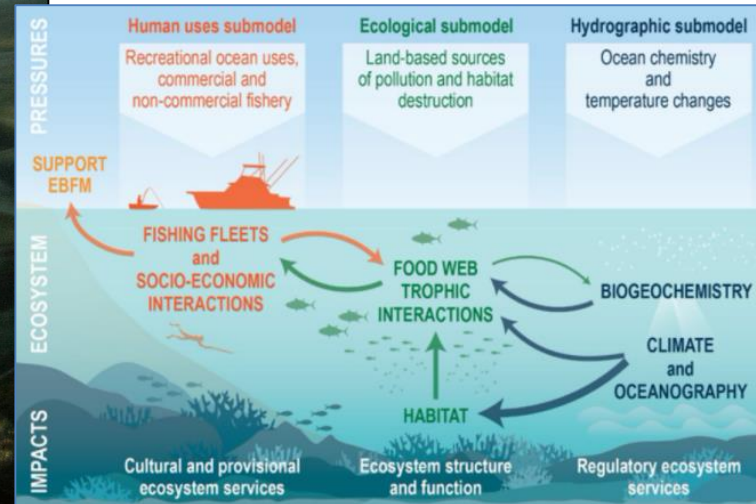 PRESSURES
Human uses submodel
Recreational ocean uses,
commercial and
non-commercial fishery
Ecological submodel
Land-based sources
of pollution and habitat
destruction
Hydrographic submodel
Ocean chemistry
and
temperature changes
SUPPORT
EBFM
ECOSYSTEM
FISHING FLEETS
and
SOCIO-ECONOMIC
INTERACTIONS
FOOD WEB
TROPHIC
INTERACTIONS
BIOGEOCHEMISTRY
CLIMATE
and
OCEANOGRAPHY
HABITAT
IMPACTS
Cultural and provisional
ecosystem services
Ecosystem structure
and function
Regulatory ecosystem
services